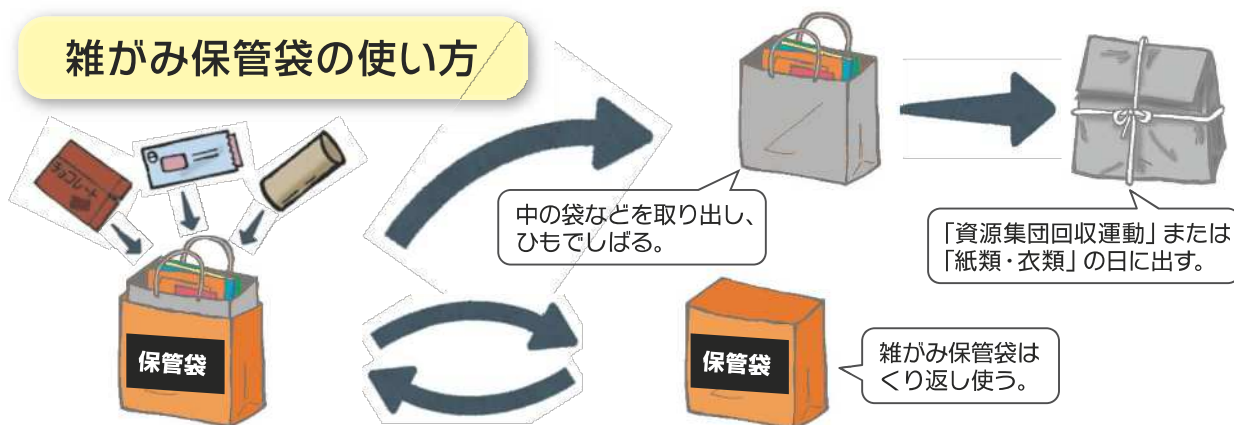 雑がみ保管袋の使い方
チョコレート
保管袋
中の袋などを取り出し、
ひもでしばる。
「資源集団回収運動」または
「紙類・衣類」の日に出す。
保管袋
雑がみ保管袋は
くり返し使う。